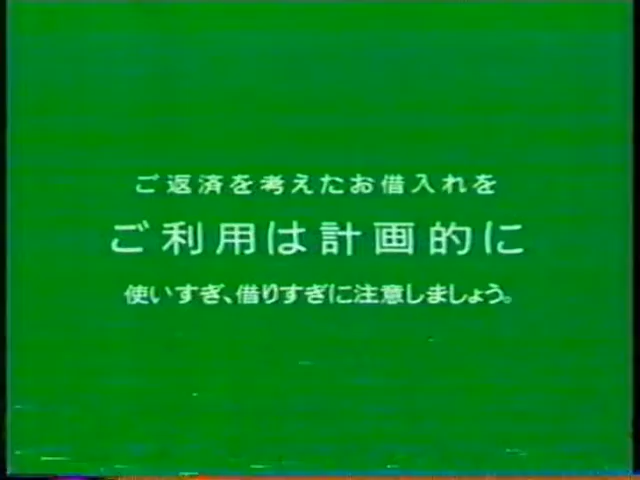 ご返済を考えたお借入れを
ご利用は計画的に
使いすぎ、借りすぎに注意しましょう。